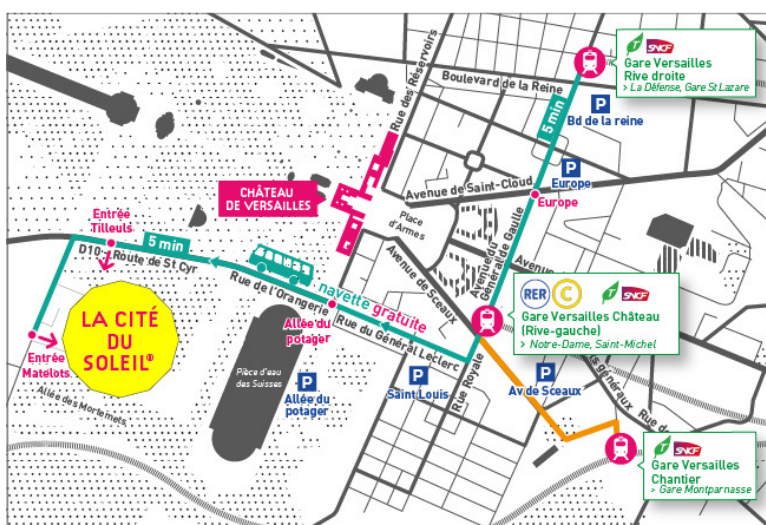 T SNCF
Gare Versailles
Rive droite
> La Défense, Gare St Lazare
Boulevard de la Reine
Rue des Réservoirs
5 min
P
Bd de la reine
P
Europe
Europe
Avenue de Saint-Cloud
CHÂTEAU
DE VERSAILLES
Place
d'Armes
Avenue du
Général de Gaulle
Avenue de
Avenue de Sceaux
Entrée
Tilleuls
5 min
D10 - Route de St Cyr
Rue de l'Orangerie
navette gratuite
Allée du
potager
Rue du Général Leclerc
RER C T SNCF
Gare Versailles Château
(Rive-gauche)
> Notre-Dame, Saint-Michel
LA CITÉ
DU
SOLEIL®
Entrée
Matelots
Allée des Mortemets
Pièce d'eau
des Suisses
P
Allée du
potager
P
Saint Louis
Rue Royale
P
Av de Sceaux
généraux
Rue de
T SNCF
Gare Versailles
Chantier
> Gare Montparnasse